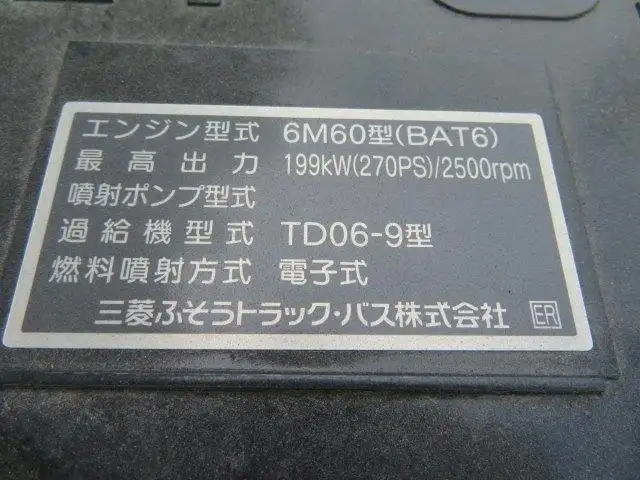 エンジン型式 6M60型(BAT6)
最高出力 199kW(270PS)/2500rpm
噴射ポンプ型式
過給機型式 TD06-9型
燃料噴射方式 電子式
三菱ふそうトラック・バス株式会社 ER